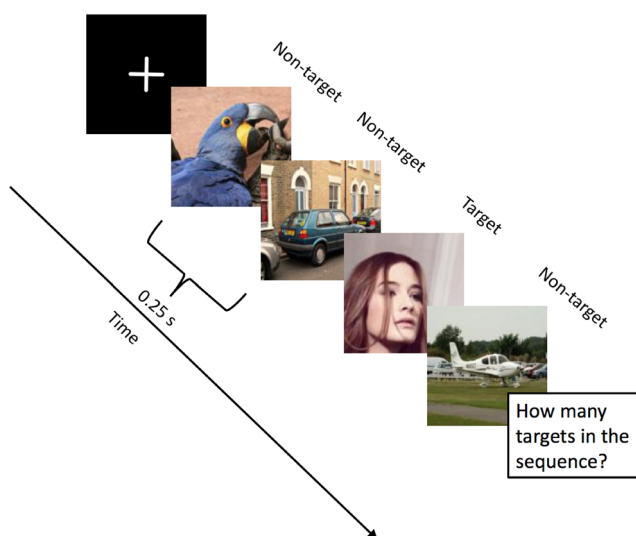 Non-target
Non-target
Target
Non-target
0.25 s
Time
How many
targets in the
sequence?